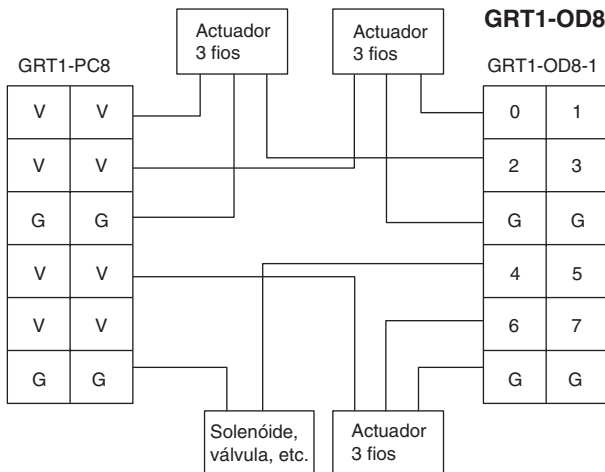 GRT1-OD8
Actuador
3 fios
Actuador
3 fios
GRT1-PC8
GRT1-OD8-1
V V
V V
G G
V V
V V
G G
0 1
2 3
G G
4 5
6 7
G G
Solenóide,
válvula, etc.
Actuador
3 fios